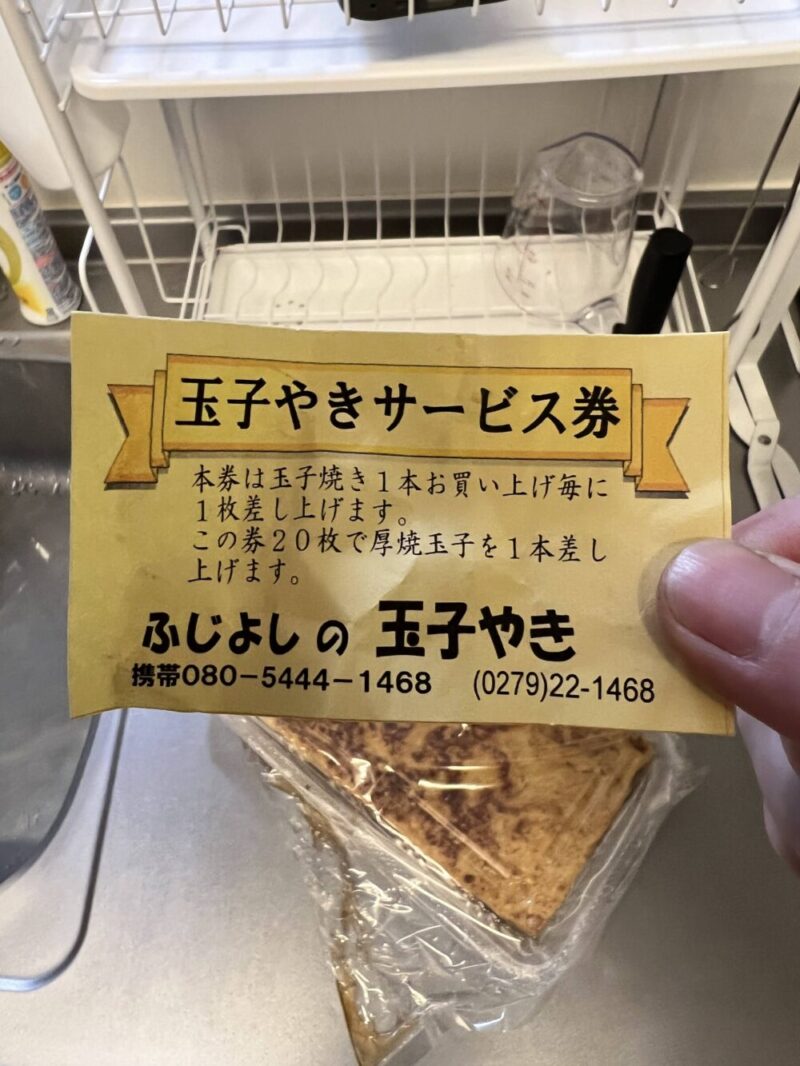 玉子やきサービス券
本券は玉子焼き1本お買い上げ毎に
1枚差し上げます。
この券20枚で厚焼玉子を1本差し
上げます。
ふじよしの 玉子やき
携帯080-5444-1468 (0279)22-1468